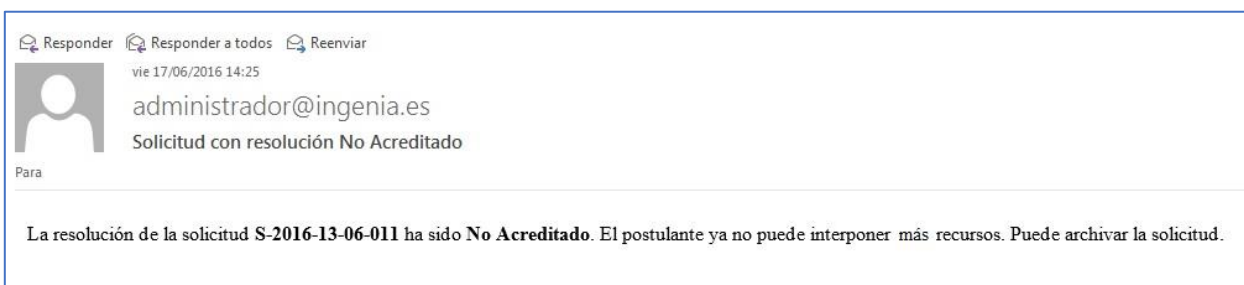 Responder Responder a todos Reenviar
vie 17/06/2016 14:25
administrador@ingenia.es
Solicitud con resolución No Acreditado
Para
La resolución de la solicitud S-2016-13-06-011 ha sido No Acreditado. El postulante ya no puede interponer más recursos. Puede archivar la solicitud.